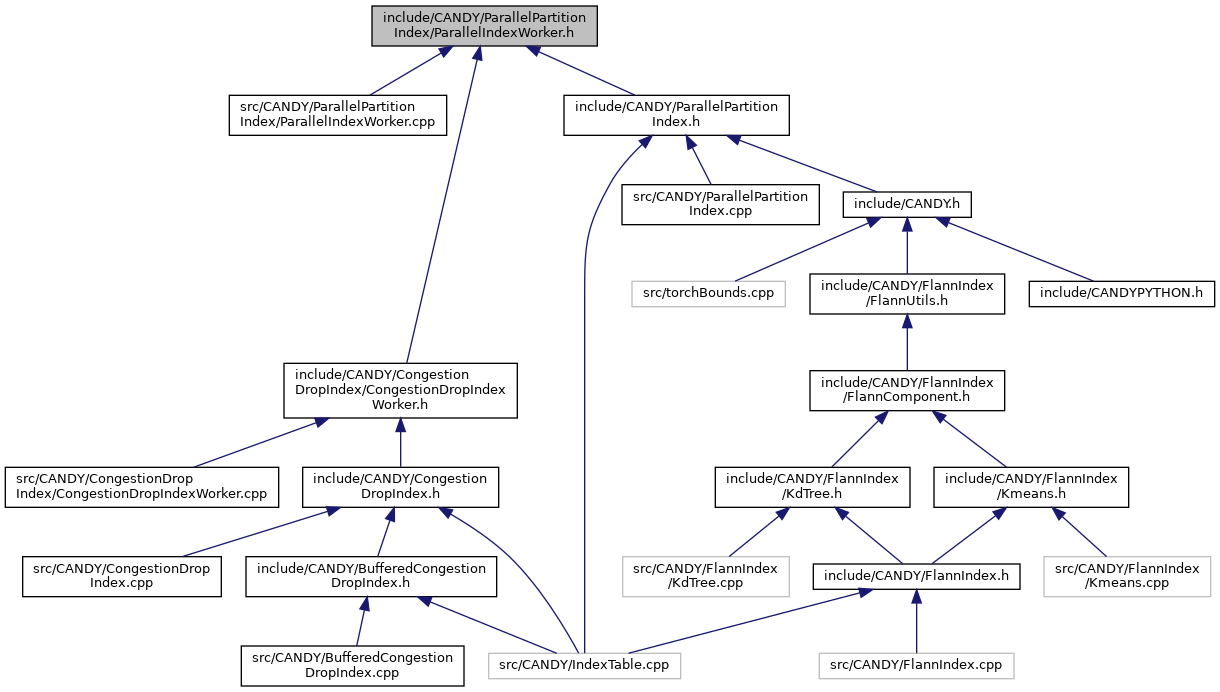 include/CANDY/ParallelPartition
Index/ParallelIndexWorker.h
src/CANDY/ParallelPartition
Index/ParallelIndexWorker.cpp
include/CANDY/ParallelPartition
Index.h
src/CANDY/ParallelPartition
Index.cpp
include/CANDY.h
src/torchBounds.cpp
include/CANDY/FlannIndex
/FlannUtils.h
include/CANDYPYTHON.h
include/CANDY/Congestion
DropIndex/CongestionDropIndex
Worker.h
include/CANDY/FlannIndex
/FlannComponent.h
src/CANDY/CongestionDrop
Index/CongestionDropIndexWorker.cpp
include/CANDY/Congestion
DropIndex.h
include/CANDY/FlannIndex
/KdTree.h
include/CANDY/FlannIndex
/Kmeans.h
src/CANDY/CongestionDrop
Index.cpp
include/CANDY/BufferedCongestion
DropIndex.h
src/CANDY/FlannIndex
/KdTree.cpp
include/CANDY/FlannIndex.h
src/CANDY/FlannIndex
/Kmeans.cpp
src/CANDY/BufferedCongestion
DropIndex.cpp
src/CANDY/IndexTable.cpp
src/CANDY/FlannIndex.cpp